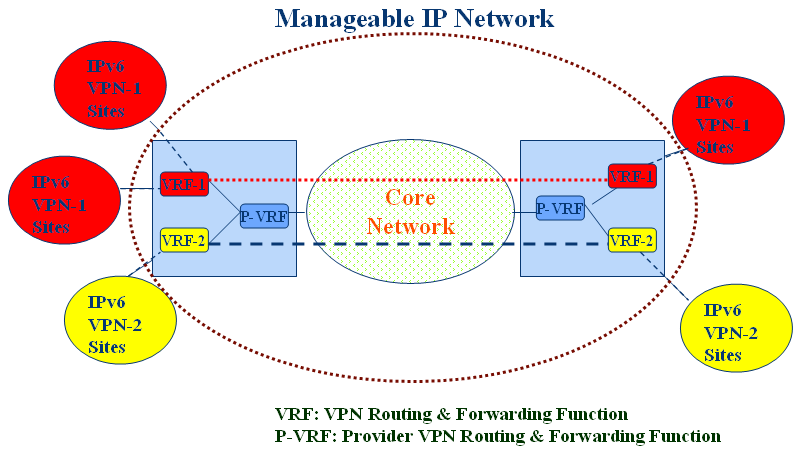 Manageable IP Network
IPv6
VPN-1
Sites
IPv6
VPN-1
Sites
IPv6
VPN-1
Sites
VRF-1
VRF-1
P-VRF
Core
Network
P-VRF
VRF-2
VRF-2
IPv6
VPN-2
Sites
IPv6
VPN-2
Sites
VRF: VPN Routing & Forwarding Function
P-VRF: Provider VPN Routing & Forwarding Function